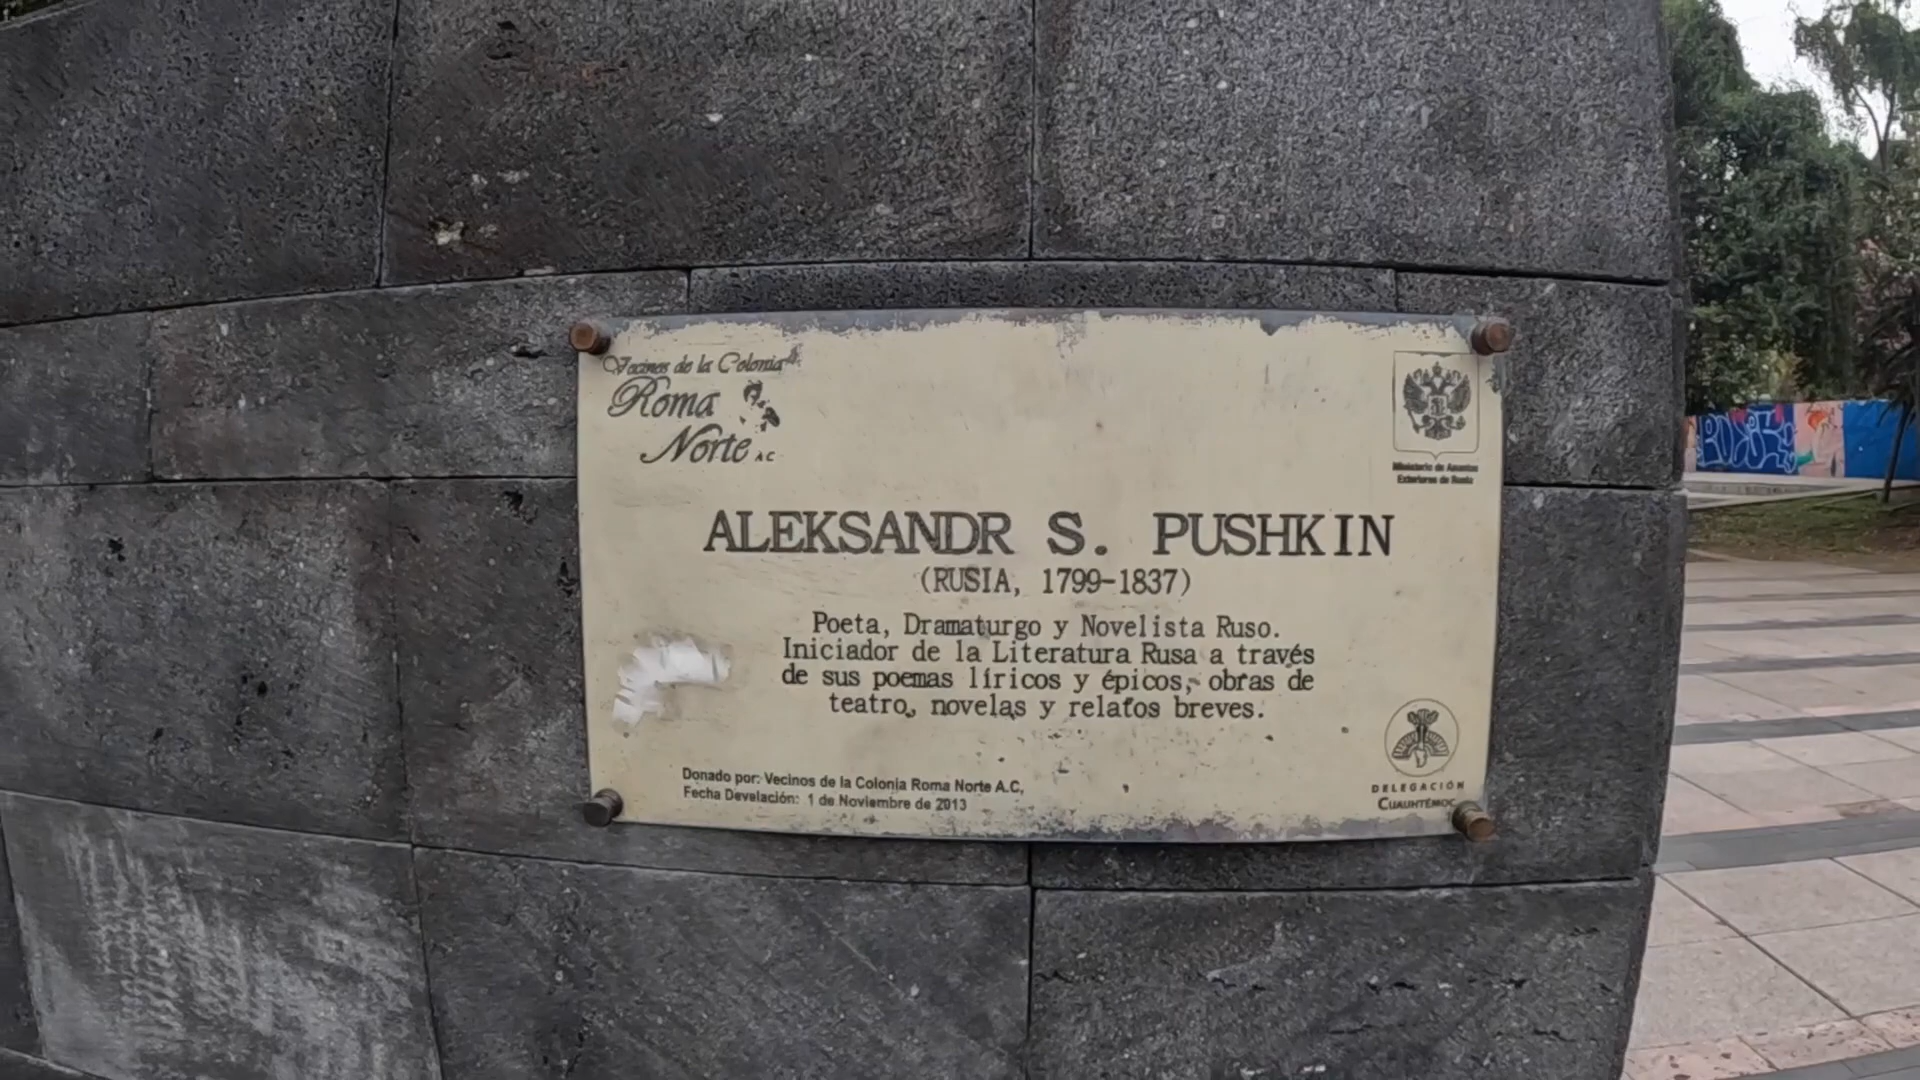 Vecinos de la Colonia
Roma
Norte A C
Ministerio de Asuntos
Exteriores de Rusia
ALEKSANDR S. PUSHKIN
(RUSIA, 1799-1837)
Poeta, Dramaturgo y Novelista Ruso.
Iniciador de la Literatura Rusa a través
de sus poemas líricos y épicos, obras de
teatro, novelas y relatos breves.
Donado por: Vecinos de la Colonia Roma Norte A.C,
Fecha Develación: 1 de Noviembre de 2013
DELEGACIÓN
CUAUHTÉMOC